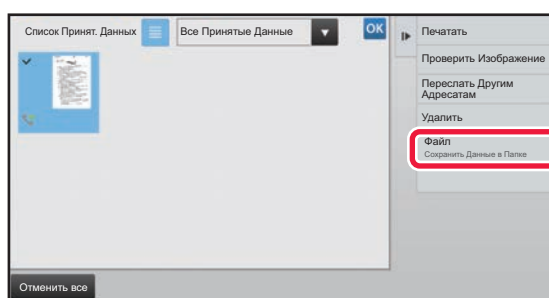 Список Принят. Данных
Все Принятые Данные
OK
Печатать
Проверить Изображение
Переслать Другим
Адресатам
Удалить
Файл
Сохранить Данные в Папке
Отменить все